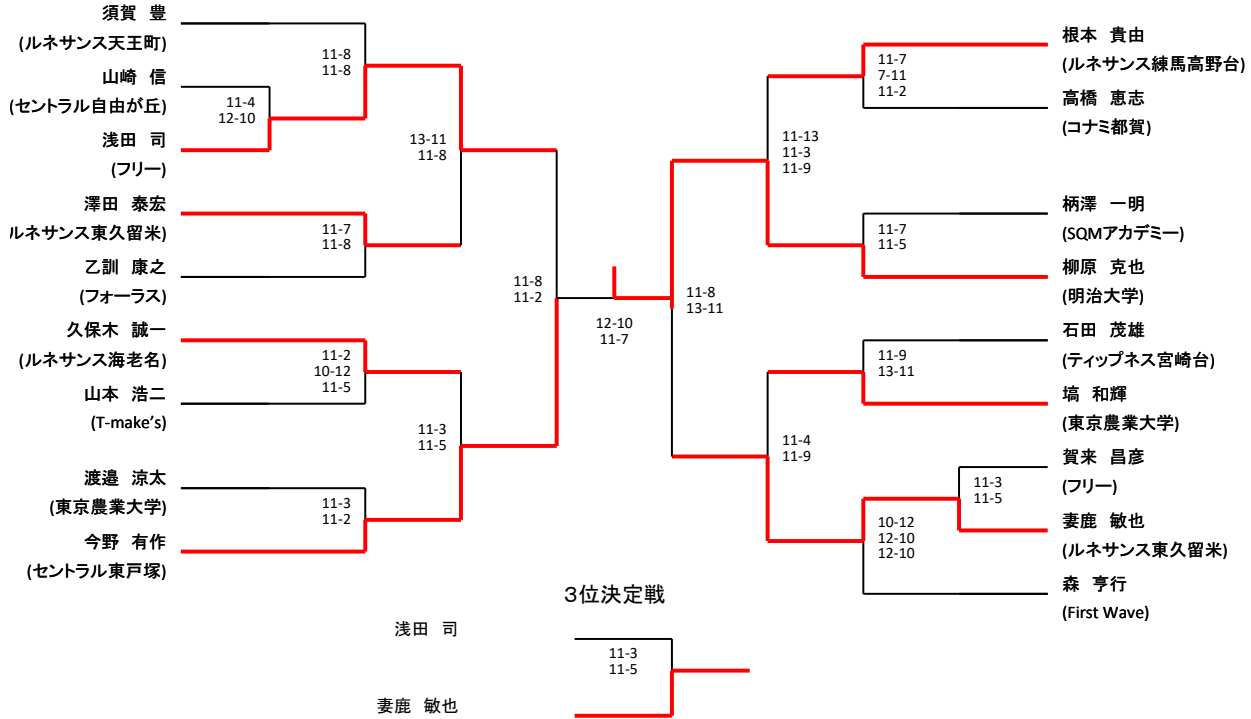 須賀 豊
(ルネサンス天王町)
山崎 信
(セントラル自由が丘)
浅田 司
(フリー)
澤田 泰宏
ルネサンス東久留米)
乙訓 康之
(フォーラス)
久保木 誠一
(ルネサンス海老名)
山本 浩二
(T-make's)
渡邉 涼太
(東京農業大学)
今野 有作
(セントラル東戸塚)
11-8
11-8
11-4
12-10
11-7
11-8
11-2
10-12
11-5
11-3
11-2
13-11
11-8
11-3
11-5
11-8
11-2
12-10
11-7
11-8
13-11
11-13
11-3
11-9
11-4
11-9
11-7
7-11
11-2
11-7
11-5
11-9
13-11
10-12
12-10
12-10
11-3
11-5
根本 貴由
(ルネサンス練馬高野台)
高橋 恵志
(コナミ都賀)
柄澤 一明
(SQMアカデミー)
柳原 克也
(明治大学)
石田 茂雄
(ティップネス宮崎台)
塙 和輝
(東京農業大学)
賀来 昌彦
(フリー)
妻鹿 敏也
(ルネサンス東久留米)
森 亨行
(First Wave)
3位決定戦
浅田 司
11-3
11-5
妻鹿 敏也